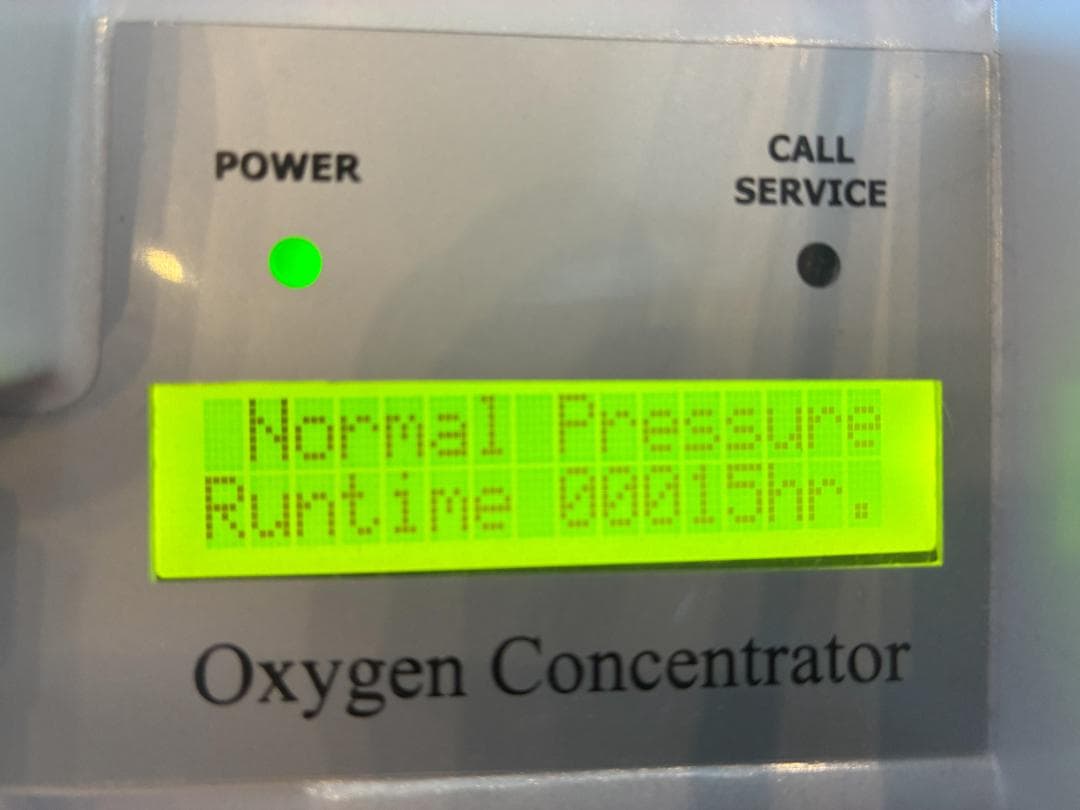 POWER
CALL
SERVICE
Normal Pressure
Runtime 00015hr.
Oxygen Concentrator